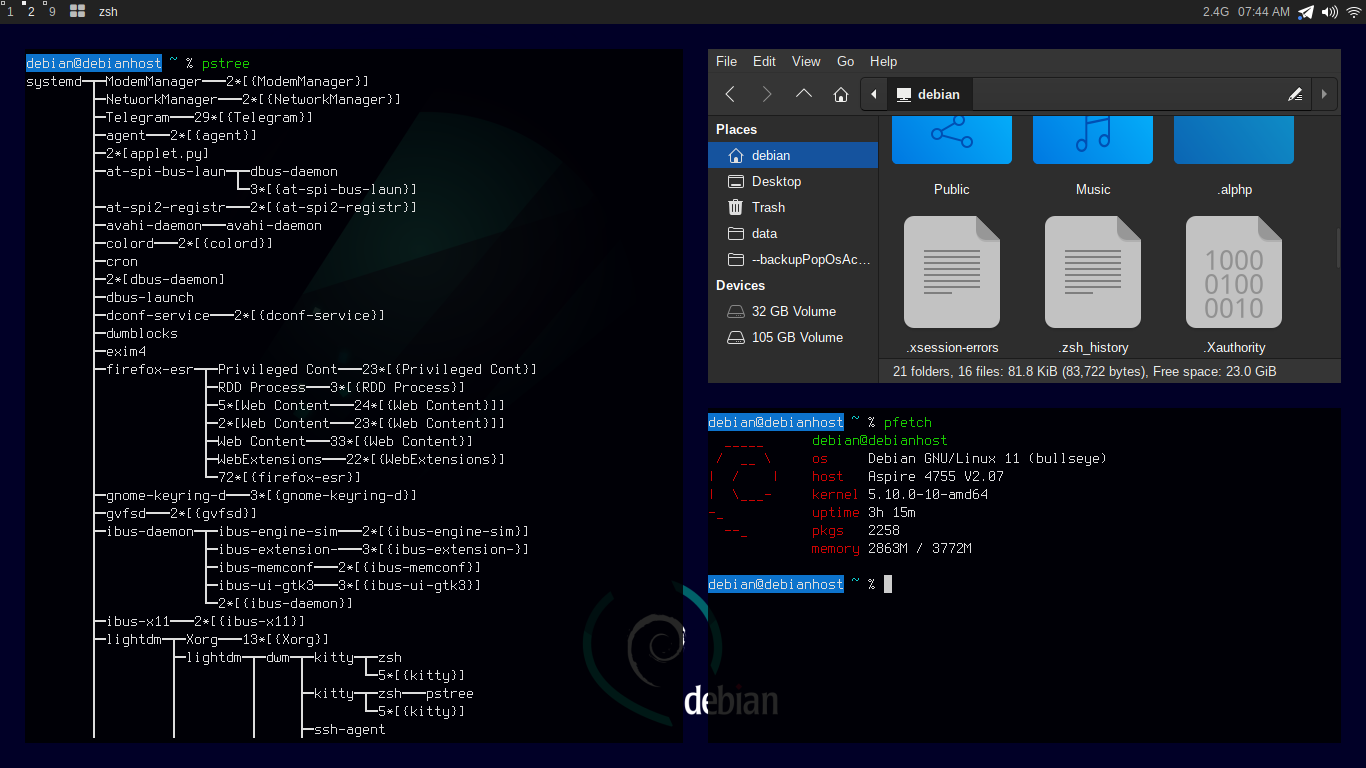 1 2 9 zsh 2.4G 07:44 AM
debian@debianhost ~ % pstree
systemd─┬─ModemManager───2*[{ModemManager}]
├─NetworkManager───2*[{NetworkManager}]
├─Telegram───29*[{Telegram}]
├─agent───2*[{agent}]
├─2*[applet.py]
├─at-spi-bus-laun─┬─dbus-daemon
└─3*[{at-spi-bus-laun}]
├─at-spi2-registr───2*[{at-spi2-registr}]
├─avahi-daemon───avahi-daemon
├─colord───2*[{colord}]
├─cron
├─2*[dbus-daemon]
├─dbus-launch
├─dconf-service───2*[{dconf-service}]
├─dwmblocks
├─exim4
├─firefox-esr─┬─Privileged Cont───23*[{Privileged Cont}]
├─RDD Process───3*[{RDD Process}]
├─5*[Web Content───24*[{Web Content}]]
├─2*[Web Content───23*[{Web Content}]]
├─Web Content───33*[{Web Content}]
├─WebExtensions───22*[{WebExtensions}]
└─72*[{firefox-esr}]
├─gnome-keyring-d───3*[{gnome-keyring-d}]
├─gvfsd───2*[{gvfsd}]
├─ibus-daemon─┬─ibus-engine-sim───2*[{ibus-engine-sim}]
├─ibus-extension-───3*[{ibus-extension-}]
├─ibus-memconf───2*[{ibus-memconf}]
├─ibus-ui-gtk3───3*[{ibus-ui-gtk3}]
└─2*[{ibus-daemon}]
├─ibus-x11───2*[{ibus-x11}]
├─lightdm─┬─Xorg───13*[{Xorg}]
├─lightdm─┬─dwm─┬─kitty─┬─zsh
└─5*[{kitty}]
├─kitty─┬─zsh───pstree
└─5*[{kitty}]
├─ssh-agent
File Edit View Go Help
debian
Places
debian
Desktop
Trash
data
--backupPopOsAc…
Devices
32 GB Volume
105 GB Volume
Public Music .alphp
1000
0100
0010
.xsession-errors .zsh_history .Xauthority
21 folders, 16 files: 81.8 KiB (83,722 bytes), Free space: 23.0 GiB
debian@debianhost ~ % pfetch
_____ debian@debianhost
/ __ \ os Debian GNU/Linux 11 (bullseye)
| / | host Aspire 4755 V2.07
| \___- kernel 5.10.0-10-amd64
-_ uptime 3h 15m
--_ pkgs 2258
memory 2863M / 3772M
debian@debianhost ~ %
debian